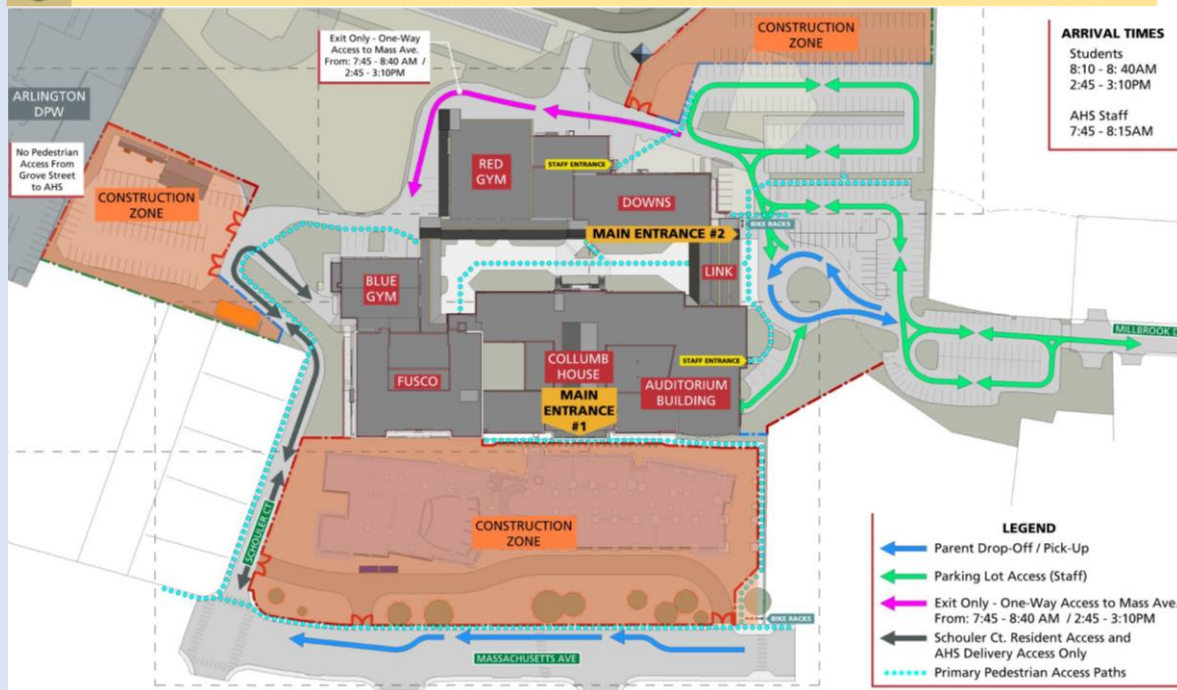 Exit Only - One-Way
Access to Mass Ave.
From: 7:45 - 8:40 AM /
2:45 - 3:10PM
CONSTRUCTION
ZONE
ARRIVAL TIMES
Students
8:10 - 8: 40AM
2:45 - 3:10PM
AHS Staff
7:45 - 8:15AM
ARLINGTON
DPW
No Pedestrian
Access From
Grove Street
to AHS
CONSTRUCTION
ZONE
RED
GYM
STAFF ENTRANCE
DOWNS
MAIN ENTRANCE #2
BIKE RACKS
LINK
BLUE
GYM
FUSCO
COLLUMB
HOUSE
MAIN
ENTRANCE
#1
STAFF ENTRANCE
AUDITORIUM
BUILDING
MILLBROOK
SCHOULER CT
CONSTRUCTION
ZONE
BIKE RACKS
MASSACHUSETTS AVE
LEGEND
Parent Drop-Off / Pick-Up
Parking Lot Access (Staff)
Exit Only - One-Way Access to Mass Ave.
From: 7:45 - 8:40 AM / 2:45 - 3:10PM
Schouler Ct. Resident Access and
AHS Delivery Access Only
Primary Pedestrian Access Paths